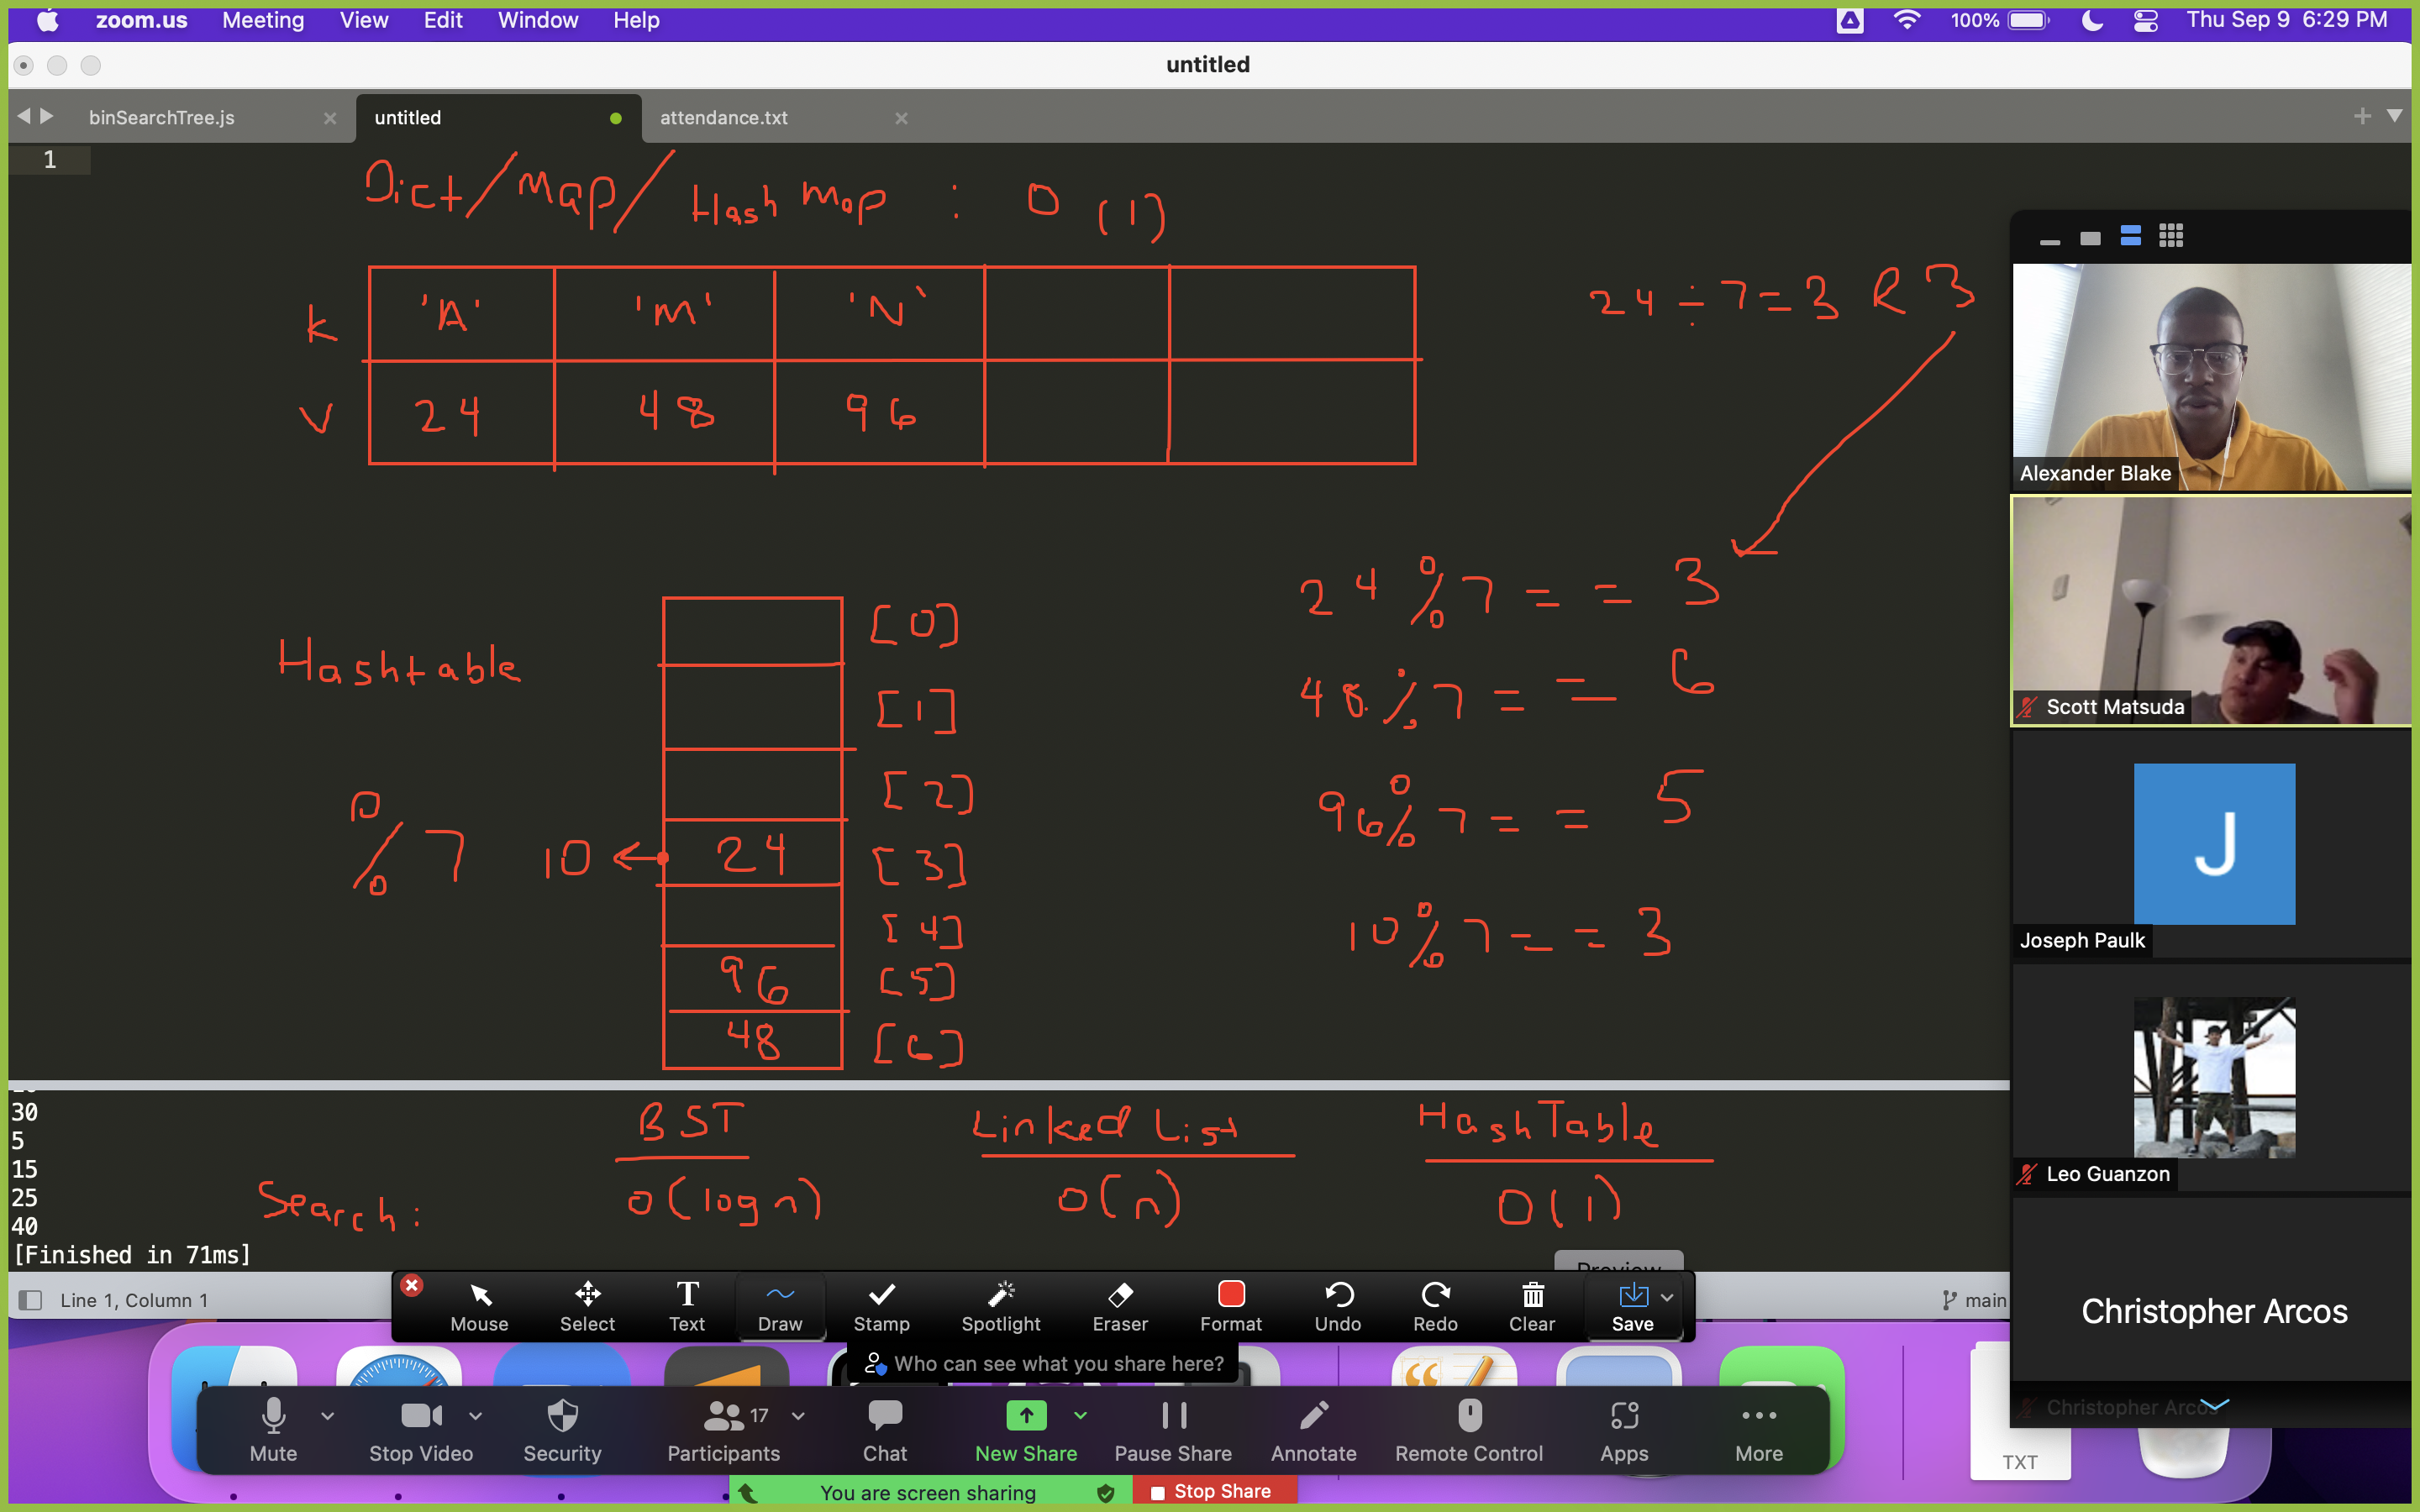 zoom.us Meeting View Edit Window Help 100% Thu Sep 9 6:29 PM
untitled
binSearchTree.js untitled attendance.txt
1
Dict/Map/HashMap : O(1)
K 'A' 'M' 'N`
V 24 48 96
24 ÷ 7 = 3 R 3
Hashtable
% 7
10 ←
[0]
[1]
[2]
24 [3]
[4]
96 [5]
48 [6]
24 % 7 = = 3
48 % 7 = = 6
96 % 7 = = 5
10 % 7 = = 3
30
5
15
25
40
[Finished in 71ms]
BST Linked List HashTable
Search: O(log n) O(n) O(1)
Alexander Blake
Scott Matsuda
J
Joseph Paulk
Leo Guanzon
Christopher Arcos
Christopher Arcos
Preview
Line 1, Column 1 main
Mouse Select Text Draw Stamp Spotlight Eraser Format Undo Redo Clear Save
Who can see what you share here?
17
Mute Stop Video Security Participants Chat New Share Pause Share Annotate Remote Control Apps More
TXT
You are screen sharing Stop Share